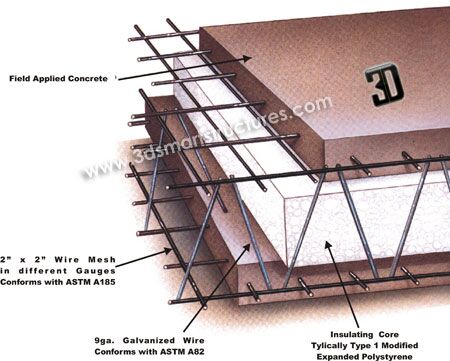 3D
Field Applied Concrete
www.3dsmanstructures.com
2" x 2" Wire Mesh
in different Gauges
Conforms with ASTM A185
9ga. Galvanized Wire
Conforms with ASTM A82
Insulating Core
Tylically Type 1 Modified
Expanded Polystyrene